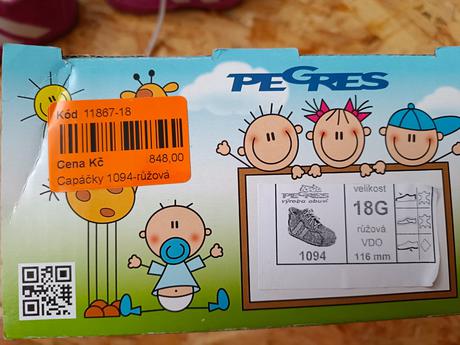 PEGRES
Kód 11867-18
Cena Kč 848,00
Capáčky 1094-růžová
PEGRES
výroba obuvi
1094
velikost
18G
růžová
VDO
116 mm